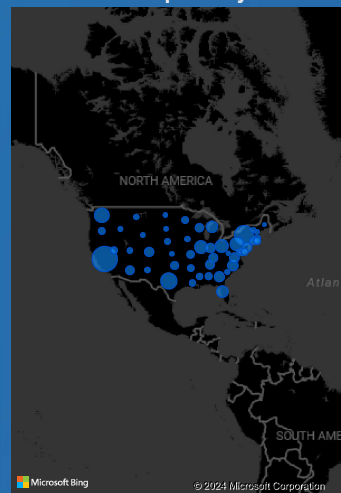 NORTH AMERICA
Atlan
SOUTH AME
Microsoft Bing
© 2024 Microsoft Corporation